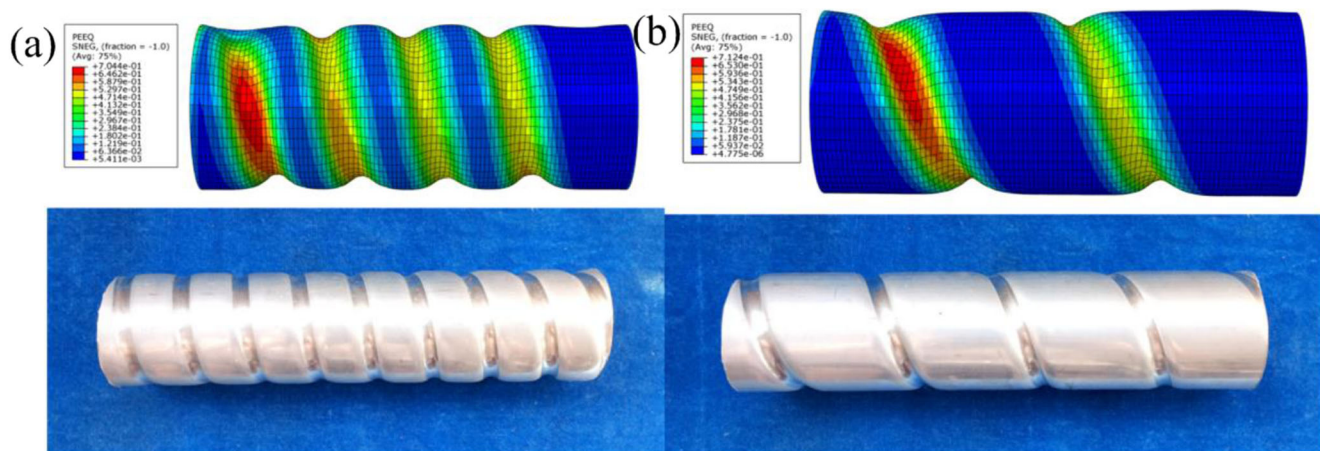 (a)
PEEQ
SNEG, (fraction = -1.0)
(Avg: 75%)
+7.044e-01
+6.462e-01
+5.879e-01
+5.297e-01
+4.714e-01
+4.132e-01
+3.549e-01
+2.967e-01
+2.384e-01
+1.802e-01
+1.219e-01
+6.366e-02
+5.411e-03
(b)
PEEQ
SNEG, (fraction = -1.0)
(Avg: 75%)
+7.124e-01
+6.530e-01
+5.936e-01
+5.343e-01
+4.749e-01
+4.156e-01
+3.562e-01
+2.968e-01
+2.375e-01
+1.781e-01
+1.187e-01
+5.937e-02
+4.775e-06